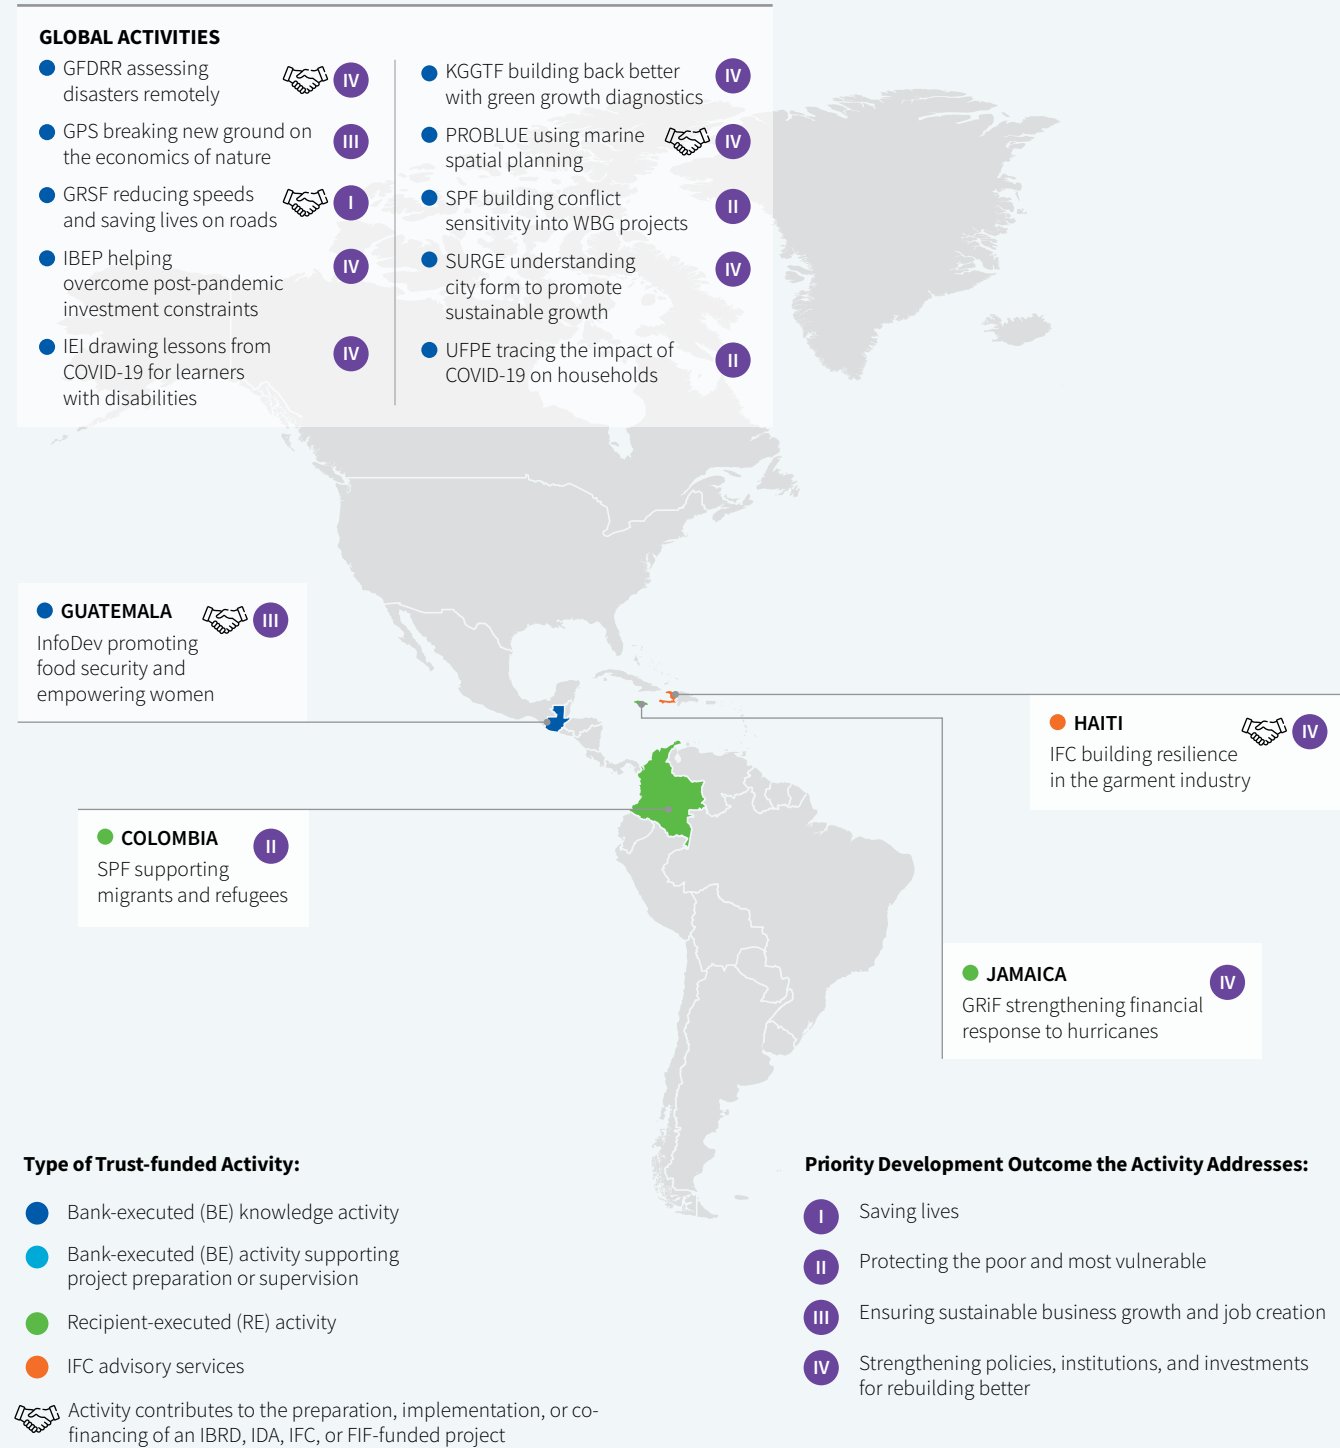 GLOBAL ACTIVITIES
GFDRR assessing
disasters remotely
IV
GPS breaking new ground on
the economics of nature
III
GRSF reducing speeds
and saving lives on roads
I
IBEP helping
overcome post-pandemic
investment constraints
IV
IEI drawing lessons from
COVID-19 for learners
with disabilities
IV
KGGTF building back better
with green growth diagnostics
IV
PROBLUE using marine
spatial planning
IV
SPF building conflict
sensitivity into WBG projects
II
SURGE understanding
city form to promote
sustainable growth
IV
UFPE tracing the impact of
COVID-19 on households
II
GUATEMALA
III
InfoDev promoting
food security and
empowering women
HAITI
IV
IFC building resilience
in the garment industry
COLOMBIA
II
SPF supporting
migrants and refugees
JAMAICA
IV
GRiF strengthening financial
response to hurricanes
Type of Trust-funded Activity:
Bank-executed (BE) knowledge activity
Bank-executed (BE) activity supporting
project preparation or supervision
Recipient-executed (RE) activity
IFC advisory services
Activity contributes to the preparation, implementation, or co-
financing of an IBRD, IDA, IFC, or FIF-funded project
Priority Development Outcome the Activity Addresses:
I Saving lives
II Protecting the poor and most vulnerable
III Ensuring sustainable business growth and job creation
IV Strengthening policies, institutions, and investments
for rebuilding better